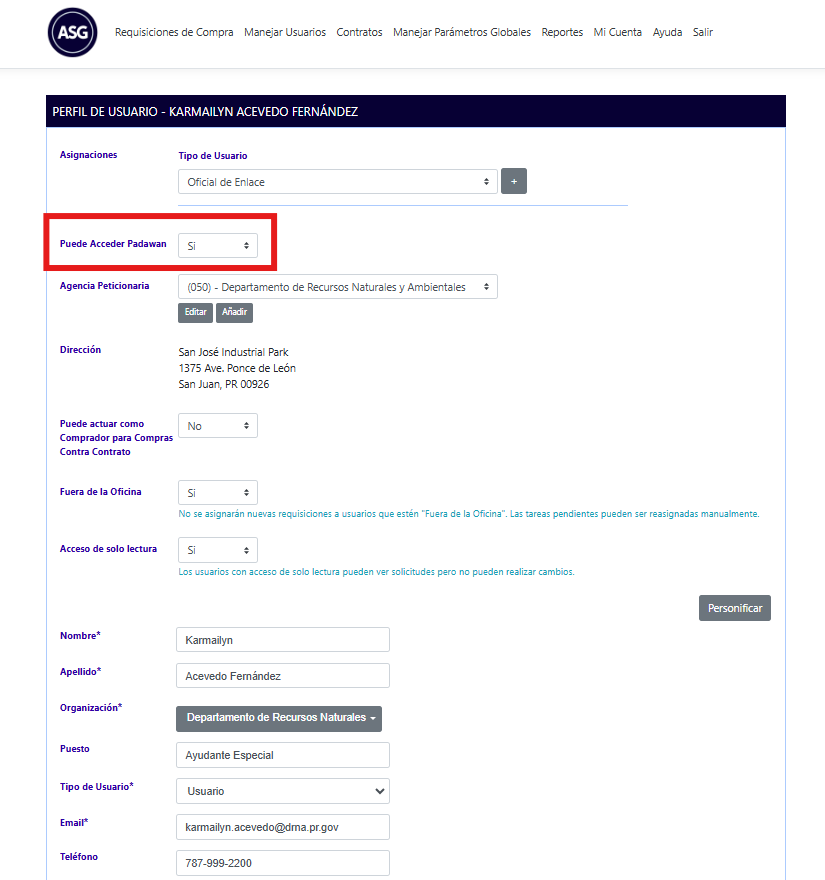 ASG
Requisiciones de Compra Manejar Usuarios Contratos Manejar Parámetros Globales Reportes Mi Cuenta Ayuda Salir
PERFIL DE USUARIO - KARMAILYN ACEVEDO FERNÁNDEZ
Asignaciones
Tipo de Usuario
Oficial de Enlace
+
Puede Acceder Padawan
Si
Agencia Peticionaria
(050) - Departamento de Recursos Naturales y Ambientales
Editar Añadir
Dirección
San José Industrial Park
1375 Ave. Ponce de León
San Juan, PR 00926
Puede actuar como
Comprador para Compras
Contra Contrato
No
Fuera de la Oficina
Si
No se asignarán nuevas requisiciones a usuarios que estén "Fuera de la Oficina". Las tareas pendientes pueden ser reasignadas manualmente.
Acceso de solo lectura
Si
Los usuarios con acceso de solo lectura pueden ver solicitudes pero no pueden realizar cambios.
Personificar
Nombre*
Karmailyn
Apellido*
Acevedo Fernández
Organización*
Departamento de Recursos Naturales
Puesto
Ayudante Especial
Tipo de Usuario*
Usuario
Email*
karmailyn.acevedo@drna.pr.gov
Teléfono
787-999-2200